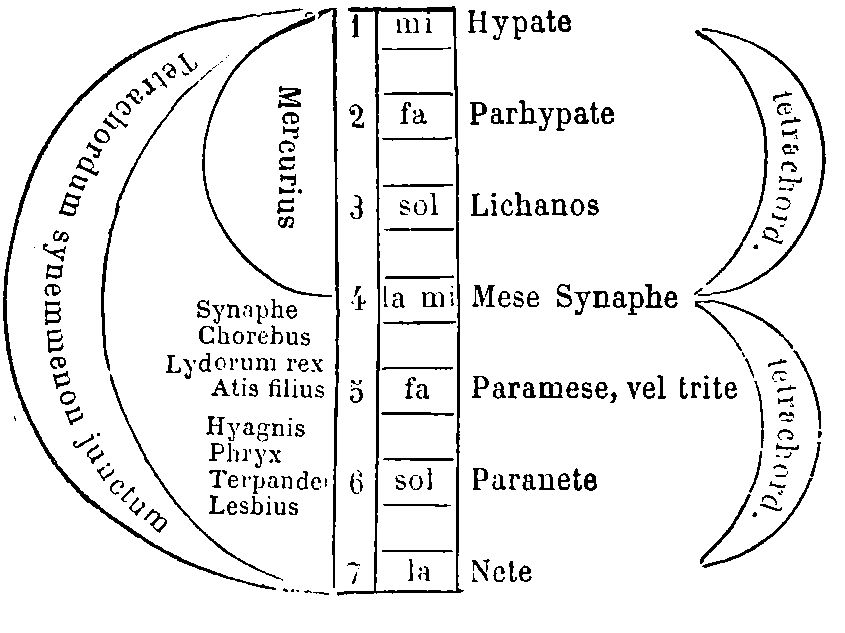 Tetrachordum synemmenon junctum
Mercurius
1 mi Hypate
2 fa Parhypate
3 sol Lichanos
4 la mi Mese Synaphe
5 fa Paramese, vel trite
6 sol Paranete
7 la Nete
Synaphe
Chorebus
Lydorum rex
Atis filius
Hyagnis
Phryx
Terpander
Lesbius
tetrachord.
tetrachord.